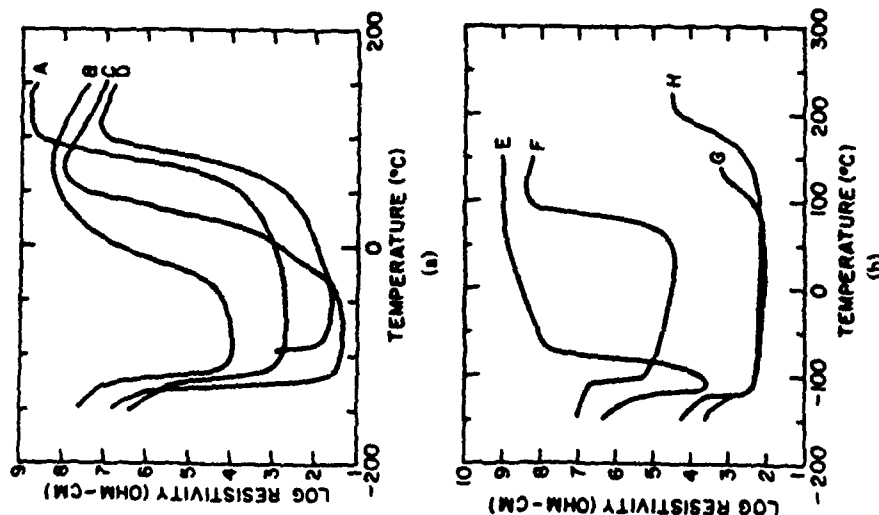 LOG RESISTIVITY (OHM-CM)
9
8
7
6
5
4
3
2
1
A
B
C
D
-200
0
200
TEMPERATURE (°C)
(a)
LOG RESISTIVITY (OHM-CM)
10
9
8
7
6
5
4
3
2
1
E
F
G
H
-200
-100
0
100
200
300
TEMPERATURE (°C)
(b)